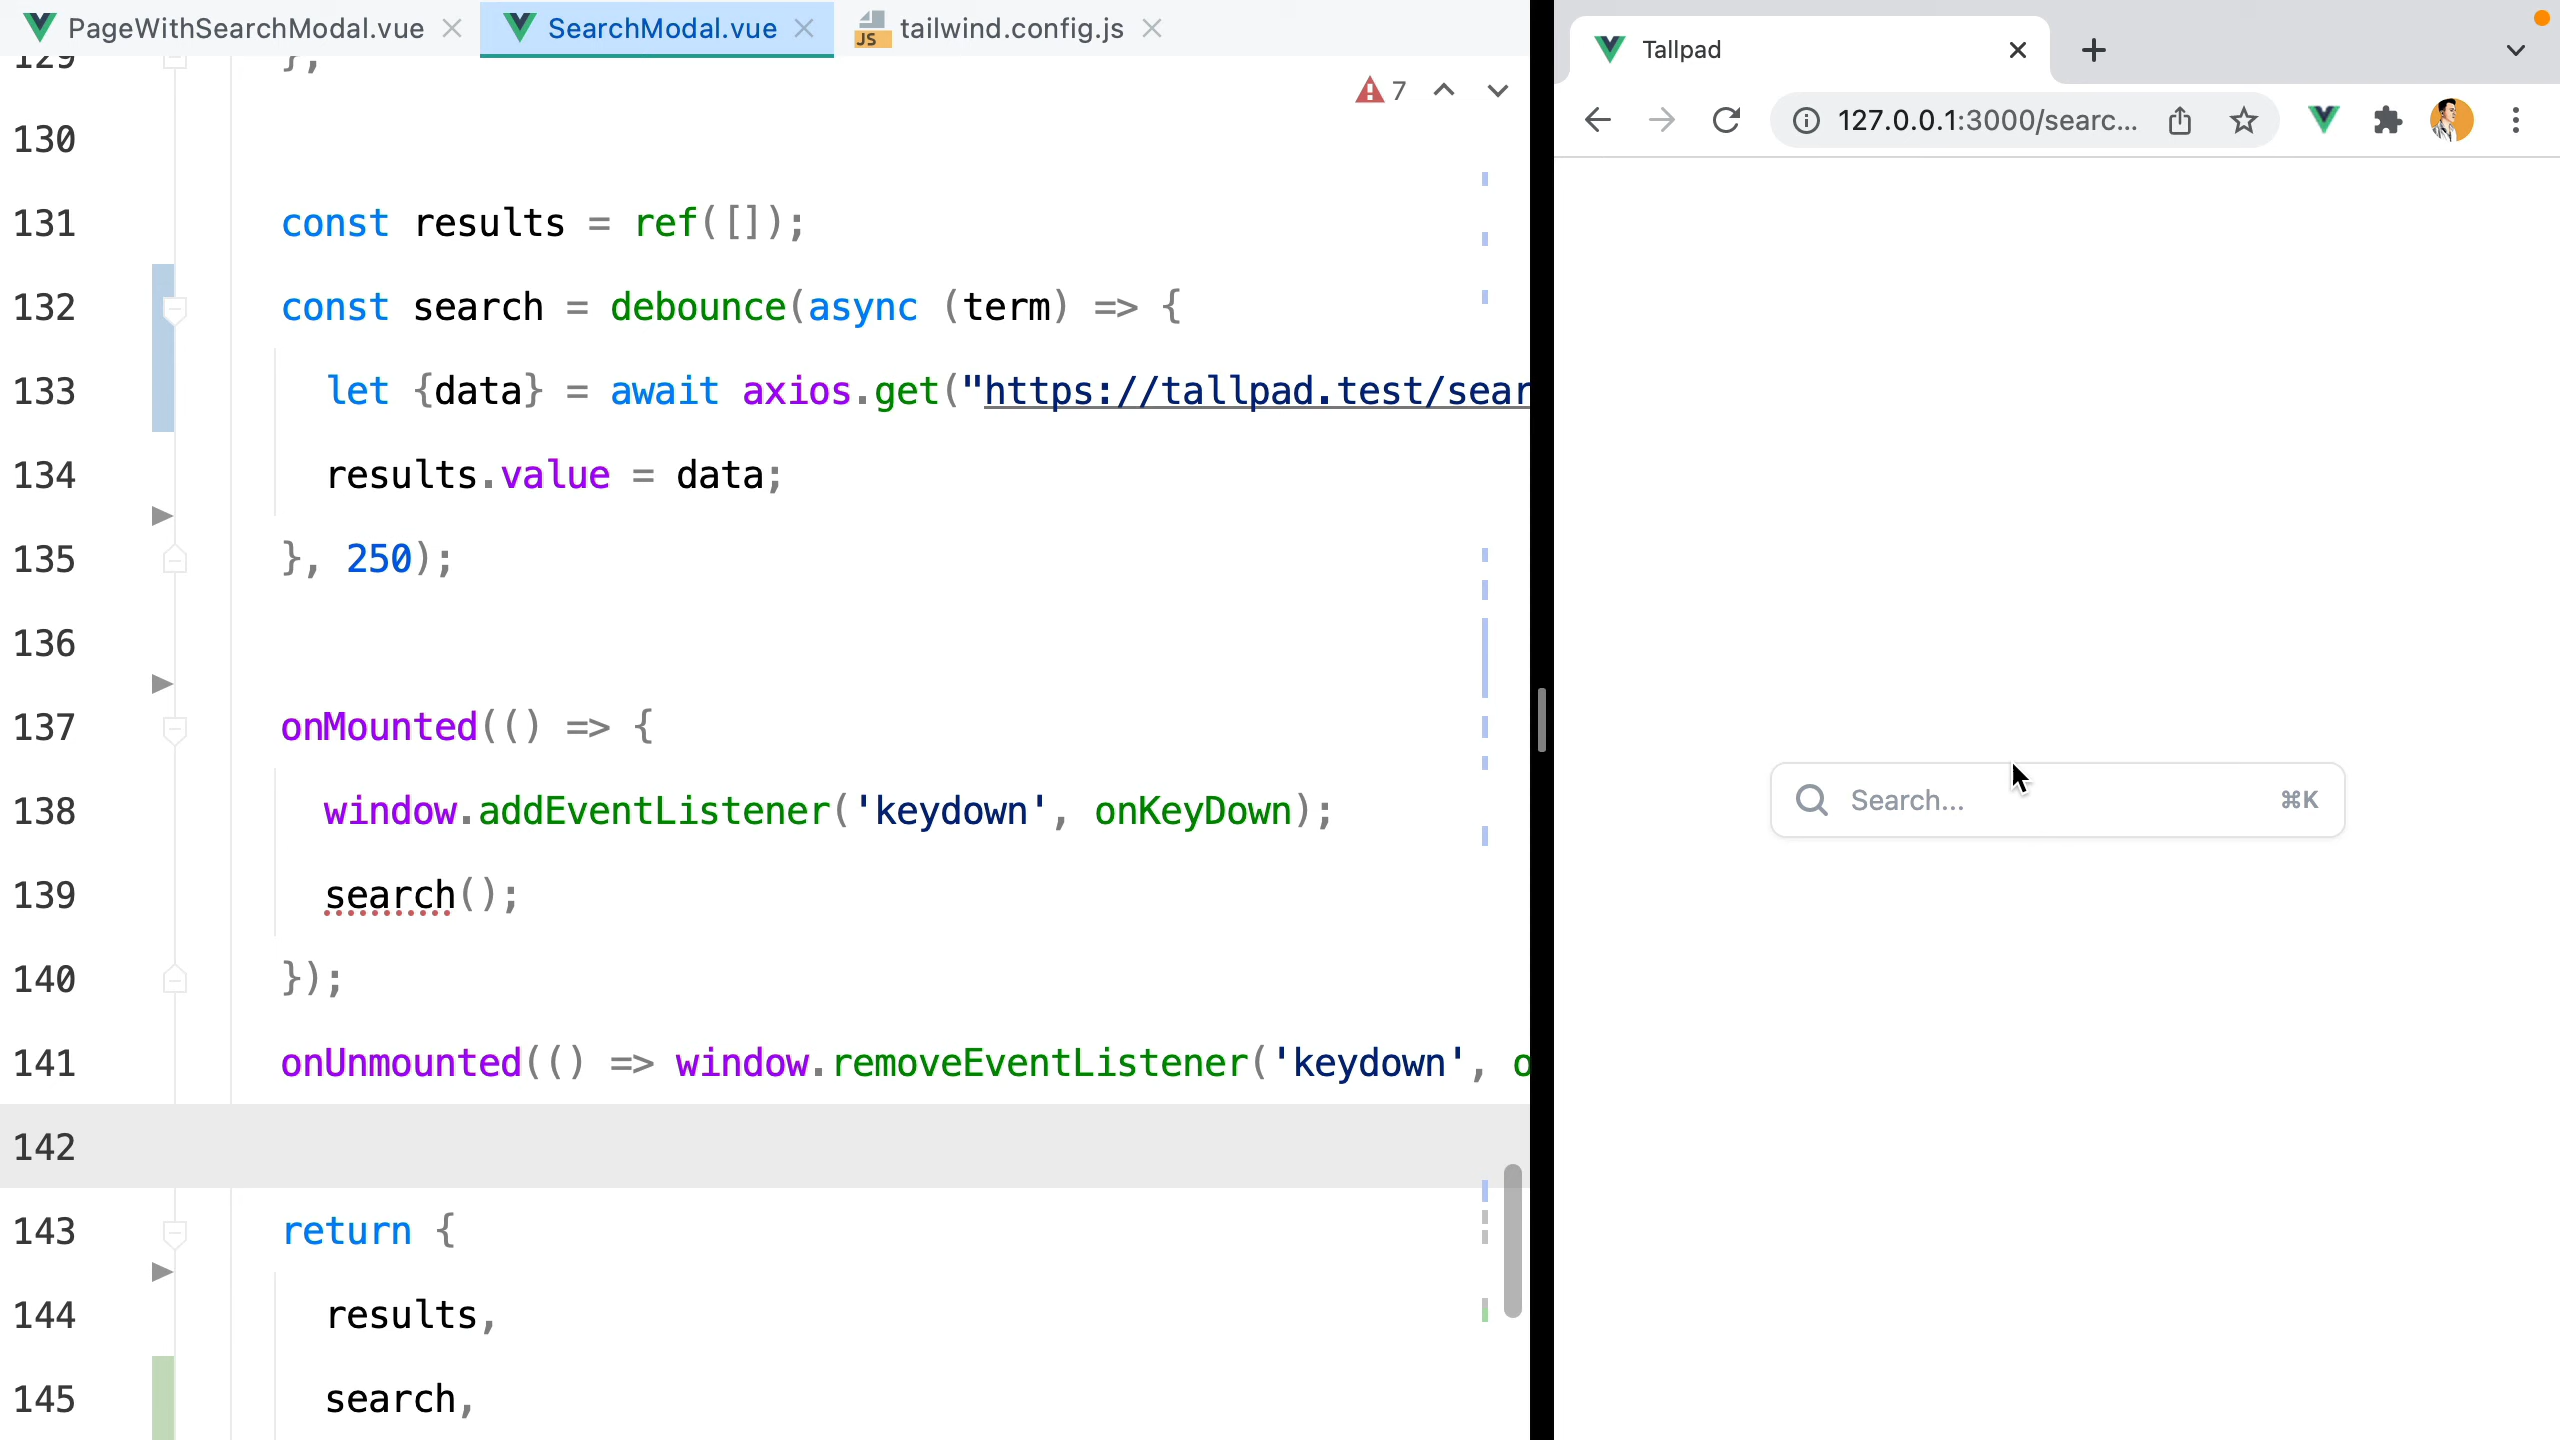 PageWithSearchModal.vue SearchModal.vue tailwind.config.js
129 },
7
130
131 const results = ref([]);
132 const search = debounce(async (term) => {
133 let {data} = await axios.get("https://tallpad.test/sear
134 results.value = data;
135 }, 250);
136
137 onMounted(() => {
138 window.addEventListener('keydown', onKeyDown);
139 search();
140 });
141 onUnmounted(() => window.removeEventListener('keydown', o
142
143 return {
144 results,
145 search,
Tallpad
127.0.0.1:3000/searc...
Search... ⌘K